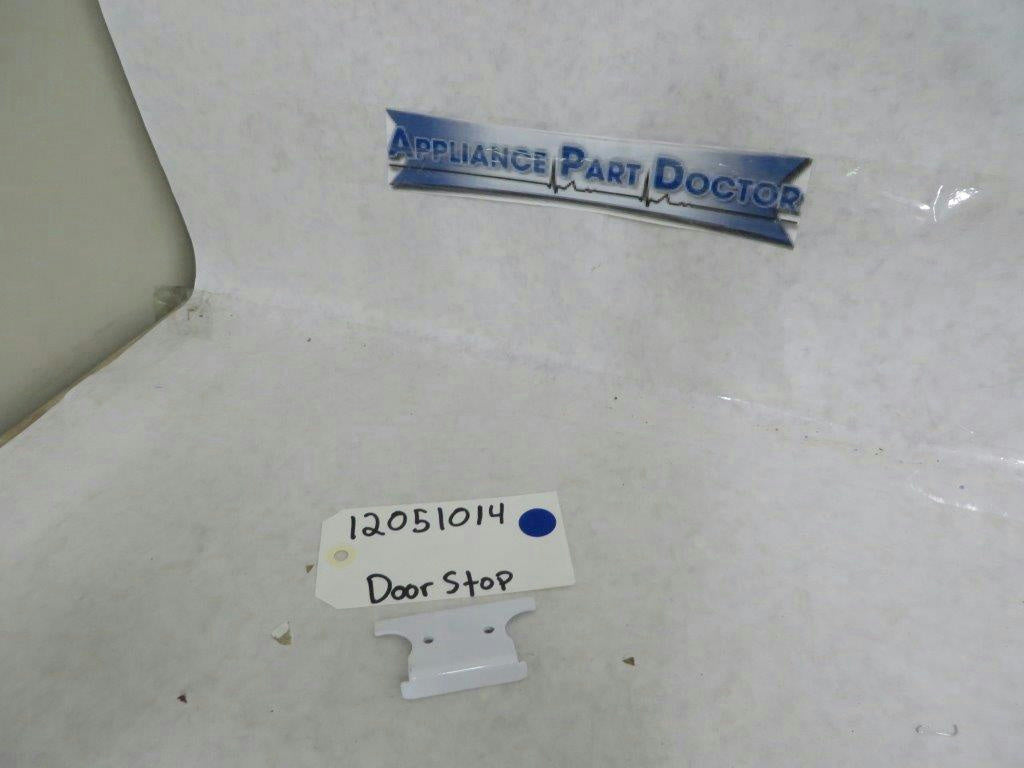 APPLIANCE PART DOCTOR
12051014
Door Stop